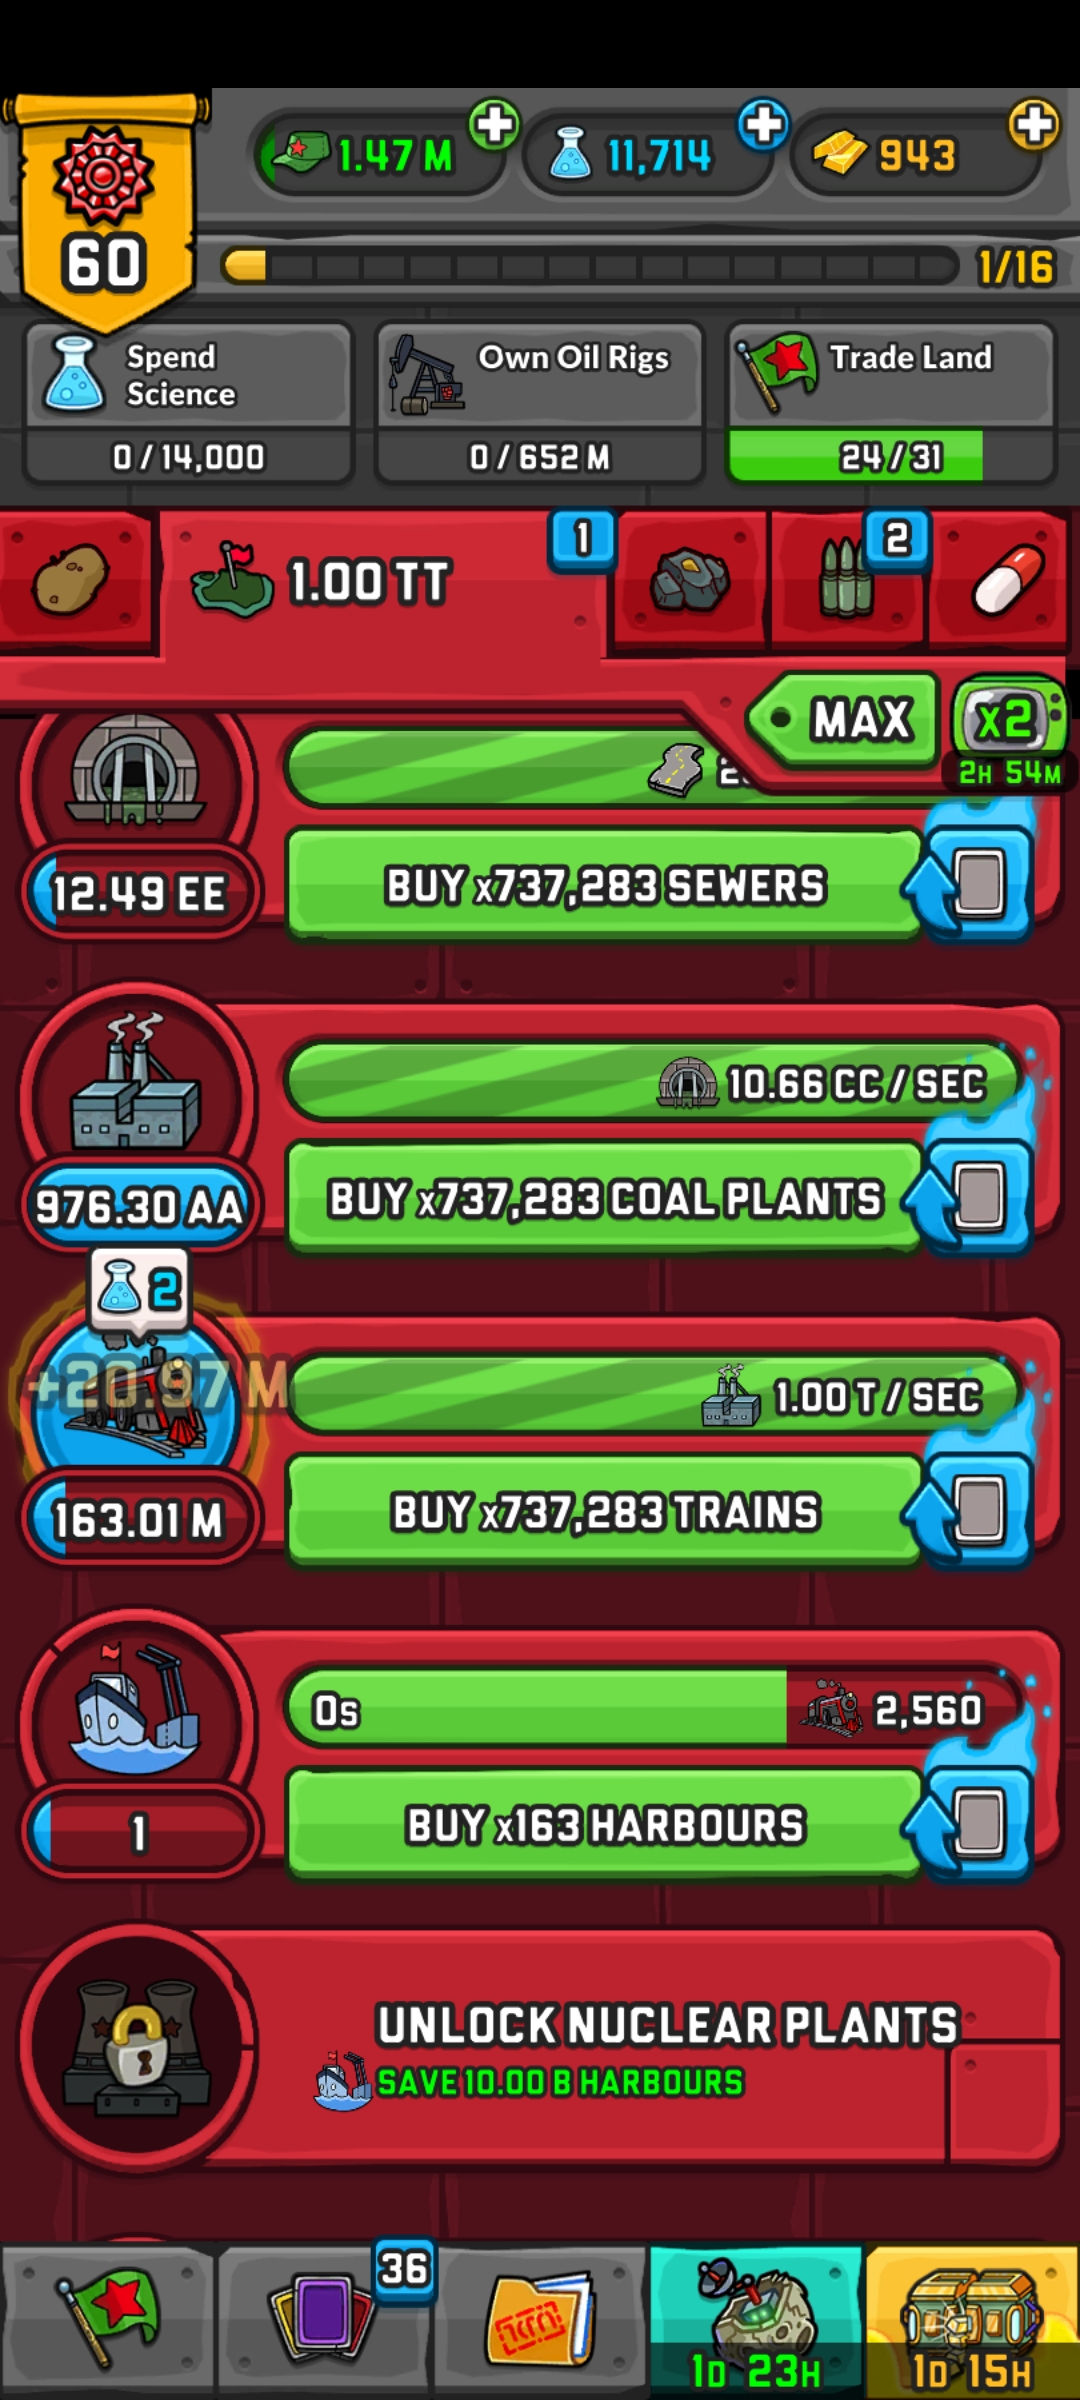 1.47 M
11,714
943
60
1/16
Spend
Science
0/14,000
Own Oil Rigs
0/652 M
Trade Land
24/31
1.00 TT
1
2
MAX
x2
2H 54M
12.49 EE
BUY x737,283 SEWERS
10.66 CC/SEC
976.30 AA
BUY x737,283 COAL PLANTS
2
+20.97 M
1.00 T/SEC
163.01 M
BUY x737,283 TRAINS
0s
2,560
1
BUY x163 HARBOURS
UNLOCK NUCLEAR PLANTS
SAVE 10.00 B HARBOURS
36
1D 23H
1D 15H